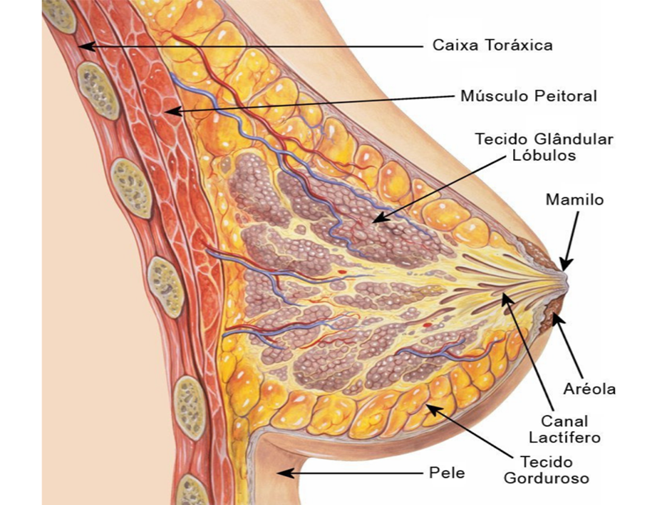 Caixa Toráxica
Músculo Peitoral
Tecido Glândular
Lóbulos
Mamilo
Aréola
Canal
Lactífero
Tecido
Gorduroso
Pele